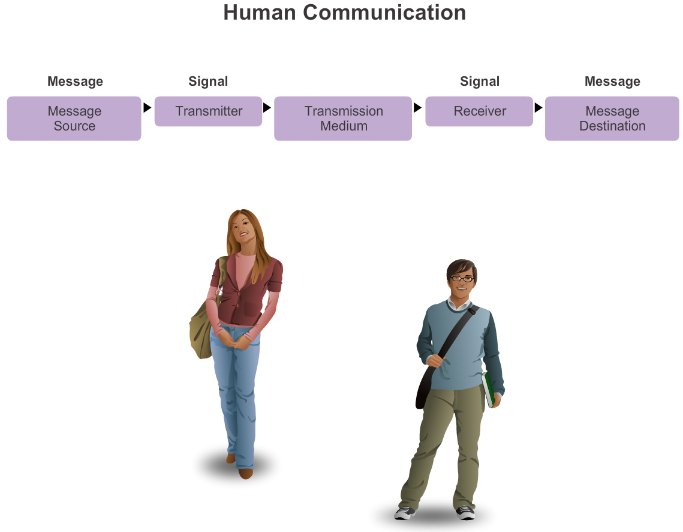 Human Communication
Message
Signal
Signal
Message
Message
Source
Transmitter
Transmission
Medium
Receiver
Message
Destination